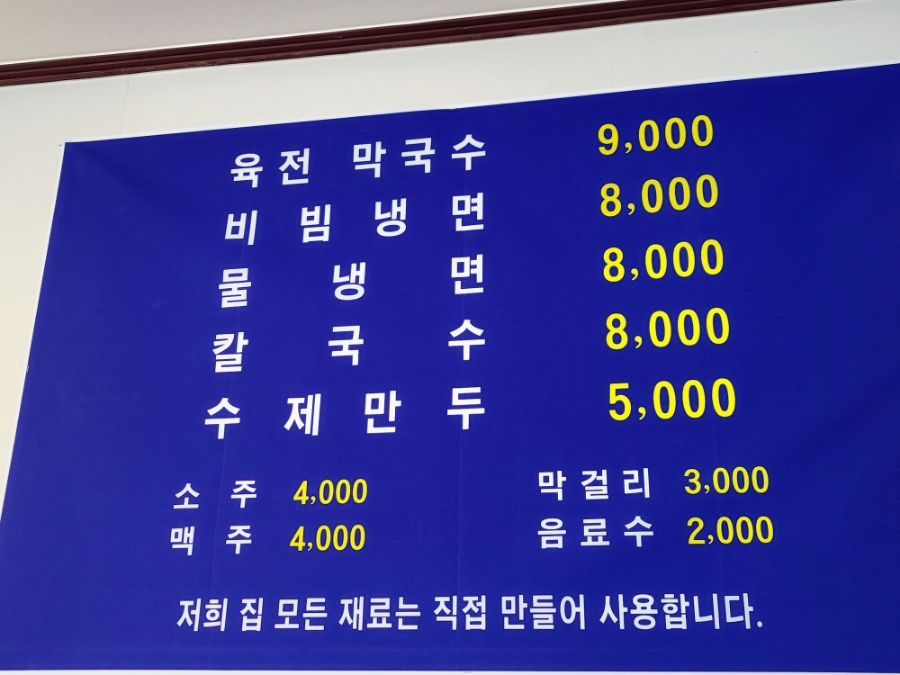 육전 막국수 9,000
비빔냉면 8,000
물냉면 8,000
칼국수 8,000
수제만두 5,000
소주 4,000 막걸리 3,000
맥주 4,000 음료수 2,000
저희 집 모든 재료는 직접 만들어 사용합니다.